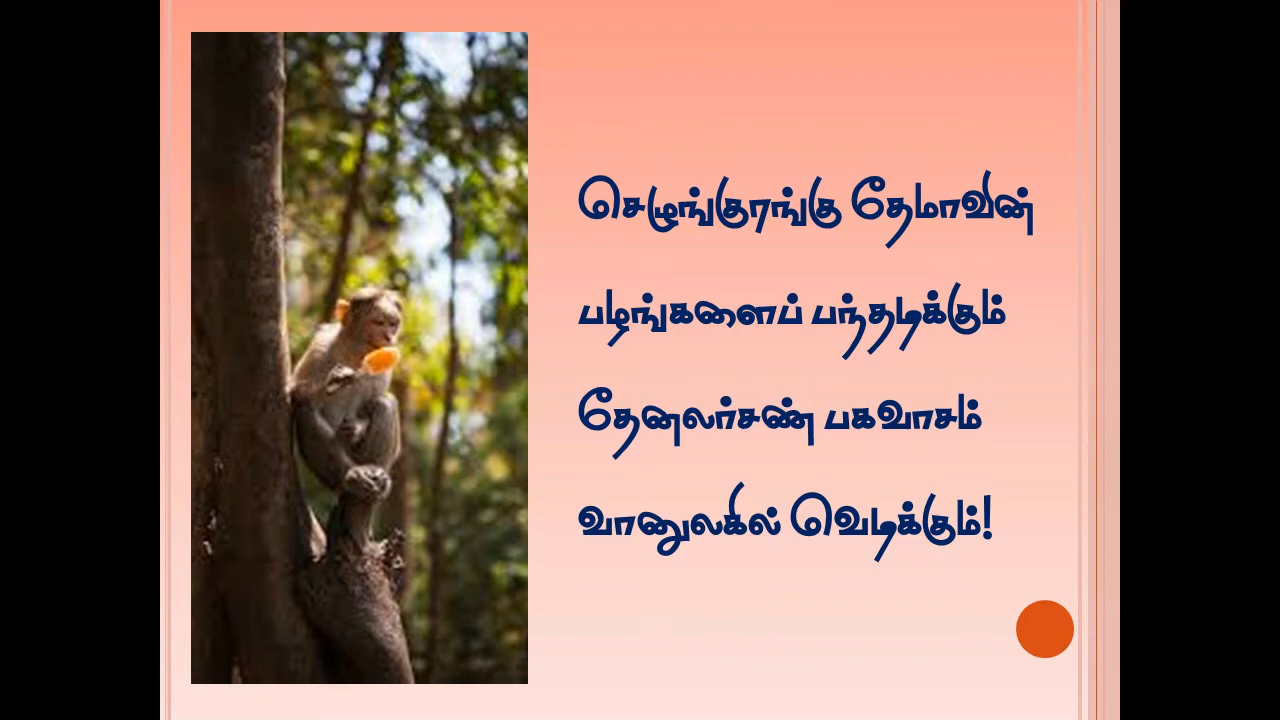 செழுங்குரங்கு தேமாவின்
பழங்களைப் பந்தடிக்கும்
தேனலர்சண் பகவாசம்
வானுலகில் வெடிக்கும்!